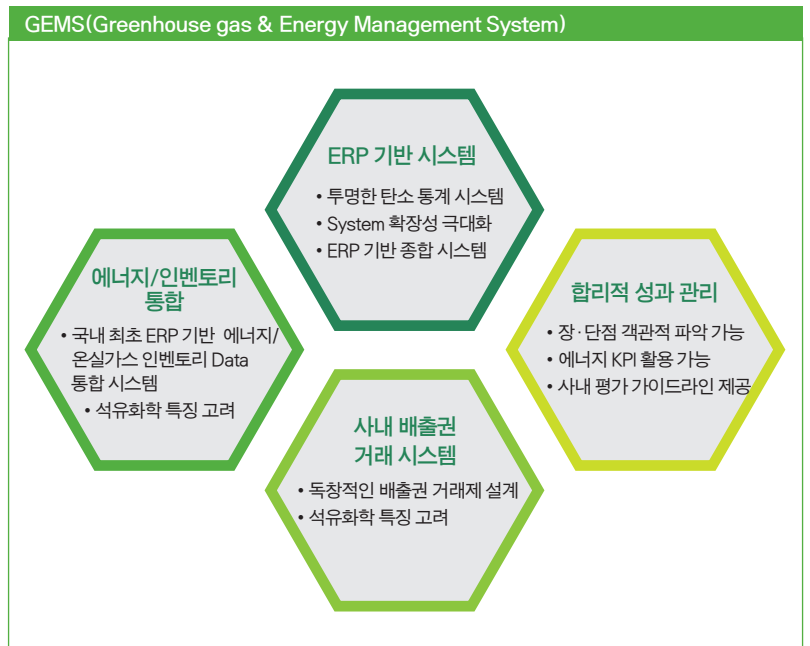 GEMS(Greenhouse gas & Energy Management System)
ERP 기반 시스템
• 투명한 탄소 통계 시스템
• System 확장성 극대화
• ERP 기반 종합 시스템
에너지/인벤토리
통합
• 국내 최초 ERP 기반 에너지/
온실가스 인벤토리 Data
통합 시스템
• 석유화학 특징 고려
합리적 성과 관리
• 장·단점 객관적 파악 가능
• 에너지 KPI 활용 가능
• 사내 평가 가이드라인 제공
사내 배출권
거래 시스템
• 독창적인 배출권 거래제 설계
• 석유화학 특징 고려